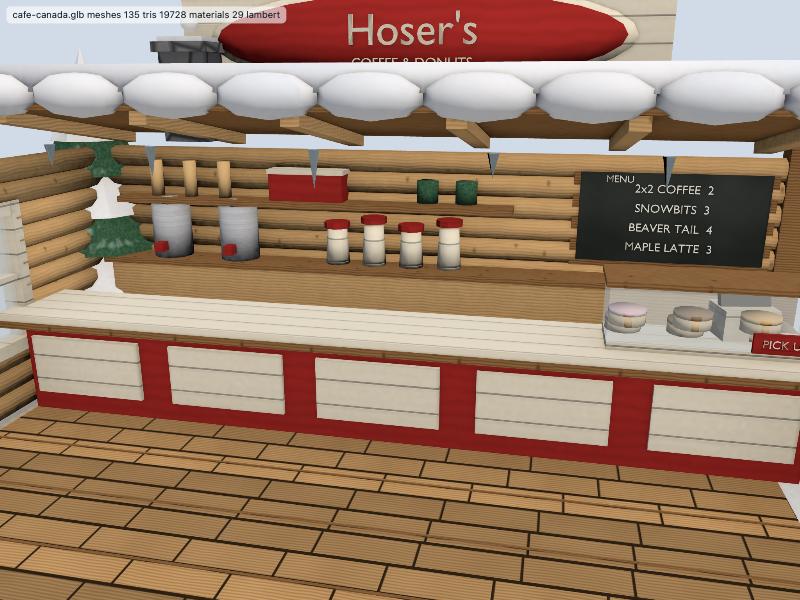 cafe-canada.glb meshes 135 tris 19728 materials 29 lambert
Hoser's
COFFEE & DONUTS
MENU
2x2 COFFEE 2
SNOWBITS 3
BEAVER TAIL 4
MAPLE LATTE 3
PICK U